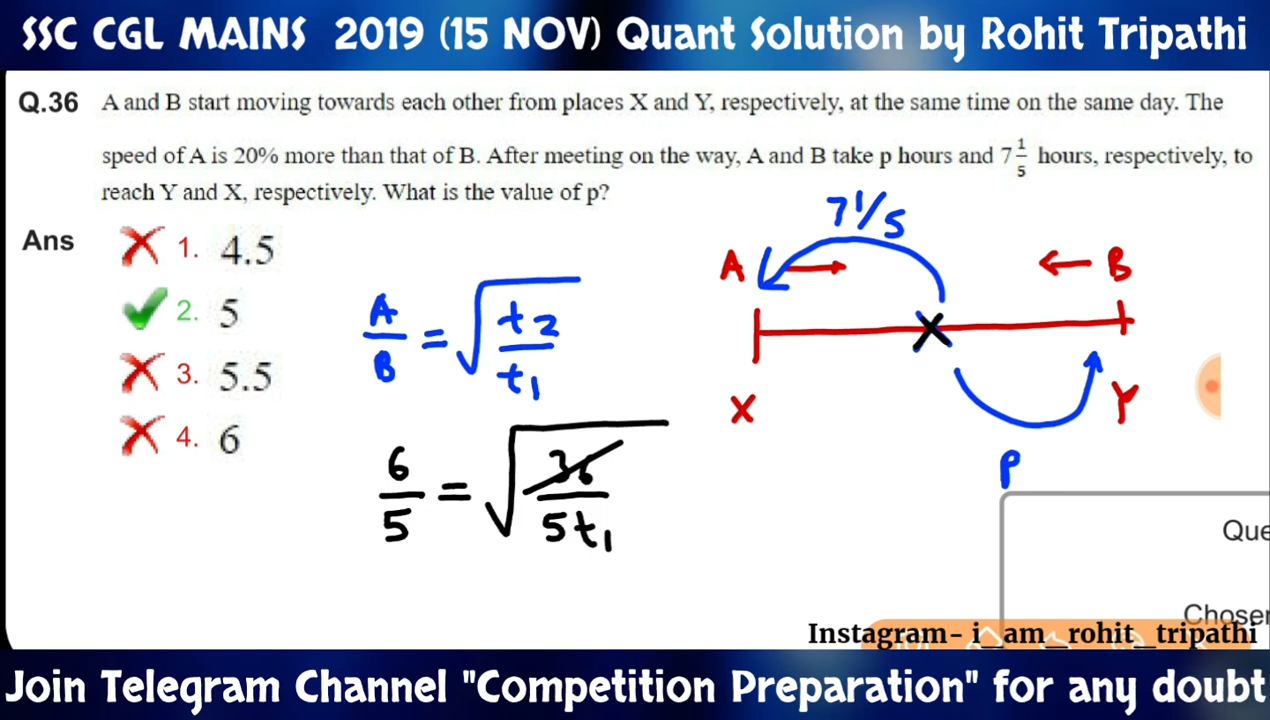 SSC CGL MAINS 2019 (15 NOV) Quant Solution by Rohit Tripathi
Q.36 A and B start moving towards each other from places X and Y, respectively, at the same time on the same day. The
speed of A is 20% more than that of B. After meeting on the way, A and B take p hours and 7 1/5 hours, respectively, to
reach Y and X, respectively. What is the value of p?
Ans
1. 4.5
2. 5
3. 5.5
4. 6
A/B = √(t2/t1)
6/5 = √(36/5t1)
7 1/5
A
B
X
Y
P
Que
Choser
Instagram- i_am_rohit_tripathi
Join Telegram Channel "Competition Preparation" for any doubt